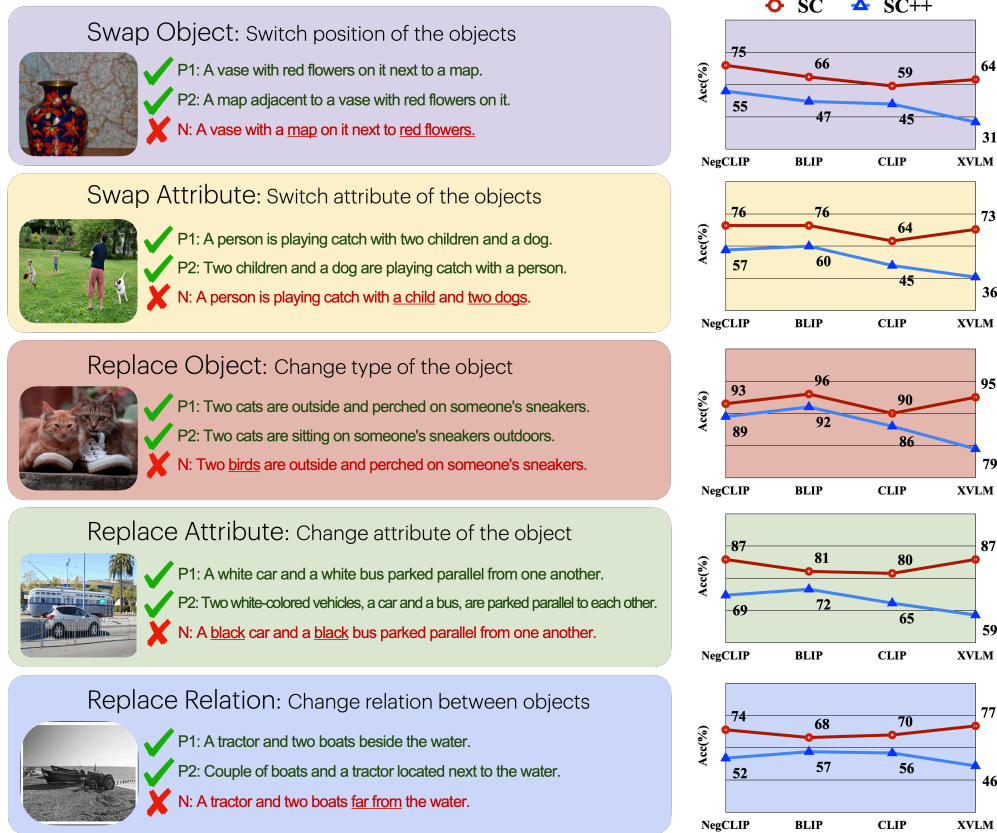 SC SC++
Swap Object: Switch position of the objects
P1: A vase with red flowers on it next to a map.
P2: A map adjacent to a vase with red flowers on it.
N: A vase with a map on it next to red flowers.
Acc(%)
75 66 59 64
55 47 45 31
NegCLIP BLIP CLIP XVLM
Swap Attribute: Switch attribute of the objects
P1: A person is playing catch with two children and a dog.
P2: Two children and a dog are playing catch with a person.
N: A person is playing catch with a child and two dogs.
Acc(%)
76 76 64 73
57 60 45 36
NegCLIP BLIP CLIP XVLM
Replace Object: Change type of the object
P1: Two cats are outside and perched on someone's sneakers.
P2: Two cats are sitting on someone's sneakers outdoors.
N: Two birds are outside and perched on someone's sneakers.
Acc(%)
93 96 90 95
89 92 86 79
NegCLIP BLIP CLIP XVLM
Replace Attribute: Change attribute of the object
P1: A white car and a white bus parked parallel from one another.
P2: Two white-colored vehicles, a car and a bus, are parked parallel to each other.
N: A black car and a black bus parked parallel from one another.
Acc(%)
87 81 80 87
69 72 65 59
NegCLIP BLIP CLIP XVLM
Replace Relation: Change relation between objects
P1: A tractor and two boats beside the water.
P2: Couple of boats and a tractor located next to the water.
N: A tractor and two boats far from the water.
Acc(%)
74 68 70 77
52 57 56 46
NegCLIP BLIP CLIP XVLM